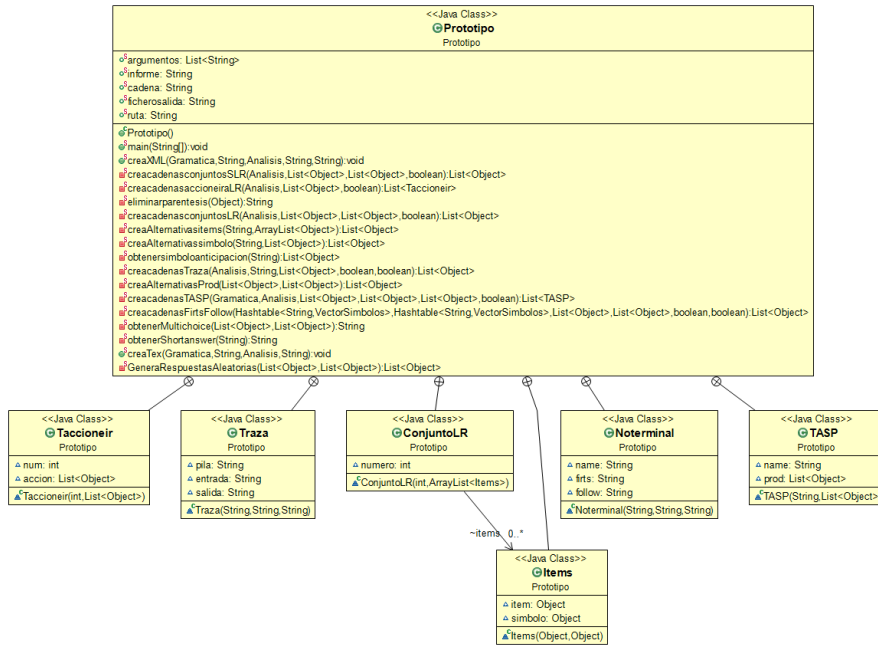 <<Java Class>>
Prototipo
Prototipo
argumentos: List<String>
informe: String
cadena: String
ficherosalida: String
ruta: String
Prototipo()
main(String[]):void
creaXML(Gramatica,String,Analisis,String,String):void
creacadenasconjuntosSLR(Analisis,List<Object>,List<Object>,boolean):List<Object>
creacadenasaccioneiraLR(Analisis,List<Object>,boolean):List<Taccioneir>
eliminarparentesis(Object):String
creacadenasconjuntosLR(Analisis,List<Object>,List<Object>,boolean):List<Object>
creaAlternativasitems(String,ArrayList<Object>):List<Object>
creaAlternativassimbolo(String,List<Object>):List<Object>
obtenersimboloanticipacion(String):List<Object>
creacadenasTraza(Analisis,String,List<Object>,boolean,boolean):List<Object>
creaAlternativasProd(List<Object>,List<Object>):List<Object>
creacadenasTASP(Gramatica,Analisis,List<Object>,List<Object>,List<Object>,boolean):List<TASP>
creacadenasFirtsFollow(Hashtable<String,VectorSimbolos>,Hashtable<String,VectorSimbolos>,List<Object>,List<Object>,boolean,boolean):List<Object>
obtenerMultichoice(List<Object>,List<Object>):String
obtenerShortanswer(String):String
creaTex(Gramatica,String,Analisis,String):void
GeneraRespuestasAleatorias(List<Object>,List<Object>):List<Object>
<<Java Class>>
Taccioneir
Prototipo
num: int
accion: List<Object>
Taccioneir(int,List<Object>)
<<Java Class>>
Traza
Prototipo
pila: String
entrada: String
salida: String
Traza(String,String,String)
<<Java Class>>
ConjuntoLR
Prototipo
numero: int
ConjuntoLR(int,ArrayList<Items>)
<<Java Class>>
Noterminal
Prototipo
name: String
firts: String
follow: String
Noterminal(String,String,String)
<<Java Class>>
TASP
Prototipo
name: String
prod: List<Object>
TASP(String,List<Object>
~items 0..*
<<Java Class>>
Items
Prototipo
item: Object
simbolo: Object
Items(Object,Object)